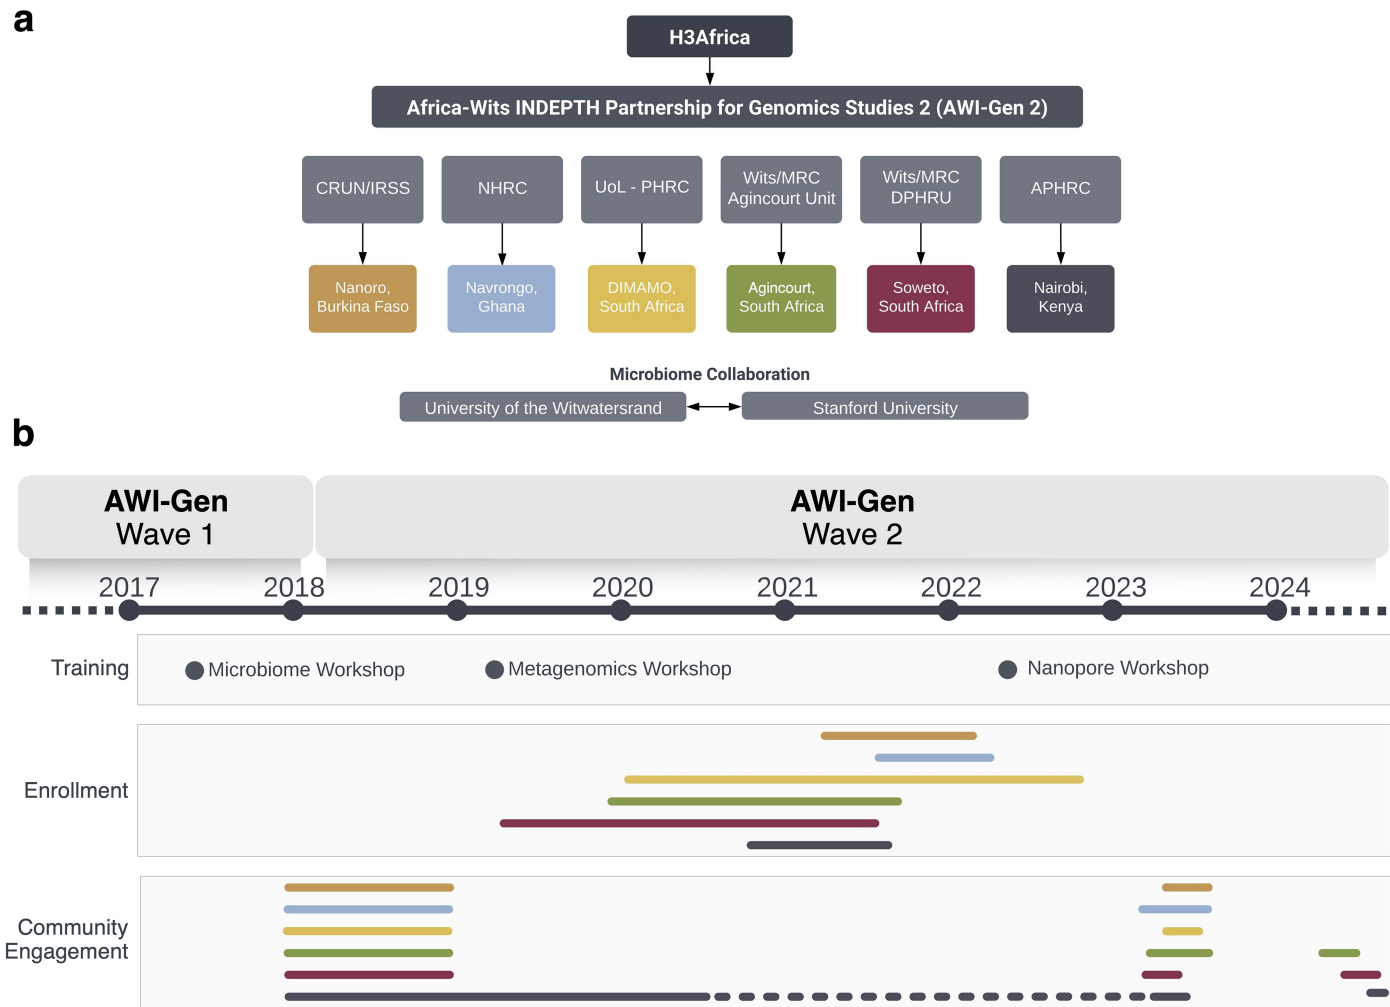 a
H3Africa
Africa-Wits INDEPTH Partnership for Genomics Studies 2 (AWI-Gen 2)
CRUN/IRSS
NHRC
UoL - PHRC
Wits/MRC
Agincourt Unit
Wits/MRC
DPHRU
APHRC
Nanoro,
Burkina Faso
Navrongo,
Ghana
DIMAMO,
South Africa
Agincourt,
South Africa
Soweto,
South Africa
Nairobi,
Kenya
Microbiome Collaboration
University of the Witwatersrand
Stanford University
b
AWI-Gen
Wave 1
AWI-Gen
Wave 2
2017 2018 2019 2020 2021 2022 2023 2024
Training
Microbiome Workshop
Metagenomics Workshop
Nanopore Workshop
Enrollment
Community
Engagement